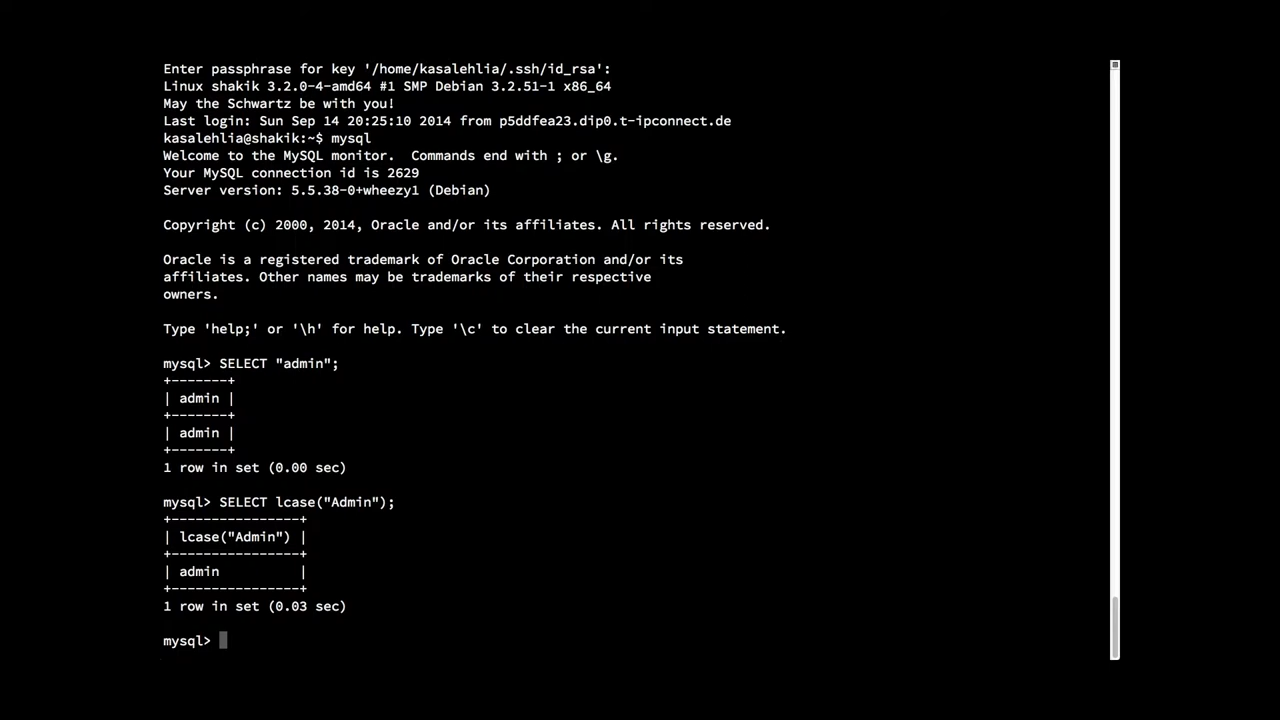 Enter passphrase for key '/home/kasalehlia/.ssh/id_rsa':
Linux shakik 3.2.0-4-amd64 #1 SMP Debian 3.2.51-1 x86_64
May the Schwartz be with you!
Last login: Sun Sep 14 20:25:10 2014 from p5ddfea23.dip0.t-ipconnect.de
kasalehlia@shakik:~$ mysql
Welcome to the MySQL monitor.  Commands end with ; or \g.
Your MySQL connection id is 2629
Server version: 5.5.38-0+wheezy1 (Debian)

Copyright (c) 2000, 2014, Oracle and/or its affiliates. All rights reserved.

Oracle is a registered trademark of Oracle Corporation and/or its
affiliates. Other names may be trademarks of their respective
owners.

Type 'help;' or '\h' for help. Type '\c' to clear the current input statement.

mysql> SELECT "admin";
+-------+
| admin |
+-------+
| admin |
+-------+
1 row in set (0.00 sec)

mysql> SELECT lcase("Admin");
+----------------+
| lcase("Admin") |
+----------------+
| admin          |
+----------------+
1 row in set (0.03 sec)

mysql>